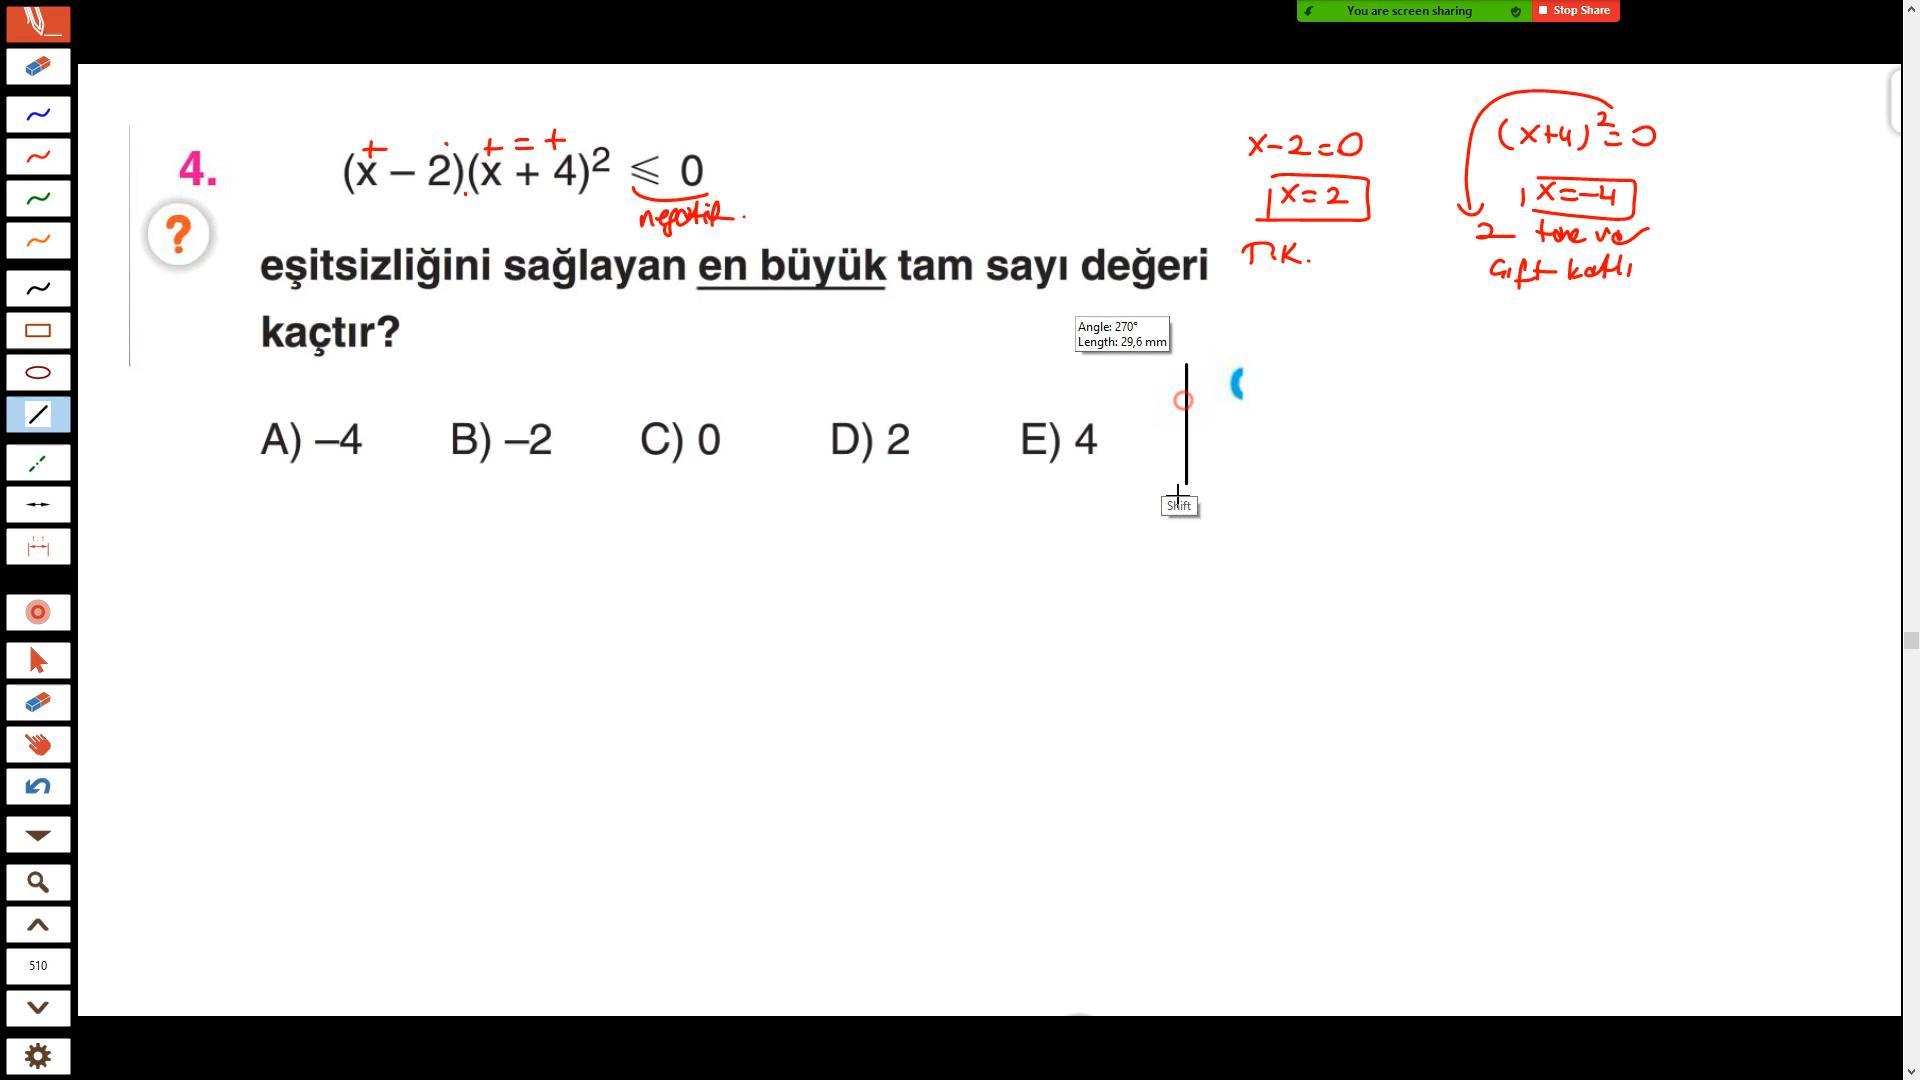 You are screen sharing
Stop Share
4.
(x – 2)(x + 4)² ⩽ 0
+ . + = +
negatif.
?
eşitsizliğini sağlayan en büyük tam sayı değeri
kaçtır?
A) –4 B) –2 C) 0 D) 2 E) 4
x-2=0
x=2
T.K.
(x+4)²=0
x=-4
2 tane ve
çift katlı
Angle: 270°
Length: 29,6 mm
Shift
1:1
510